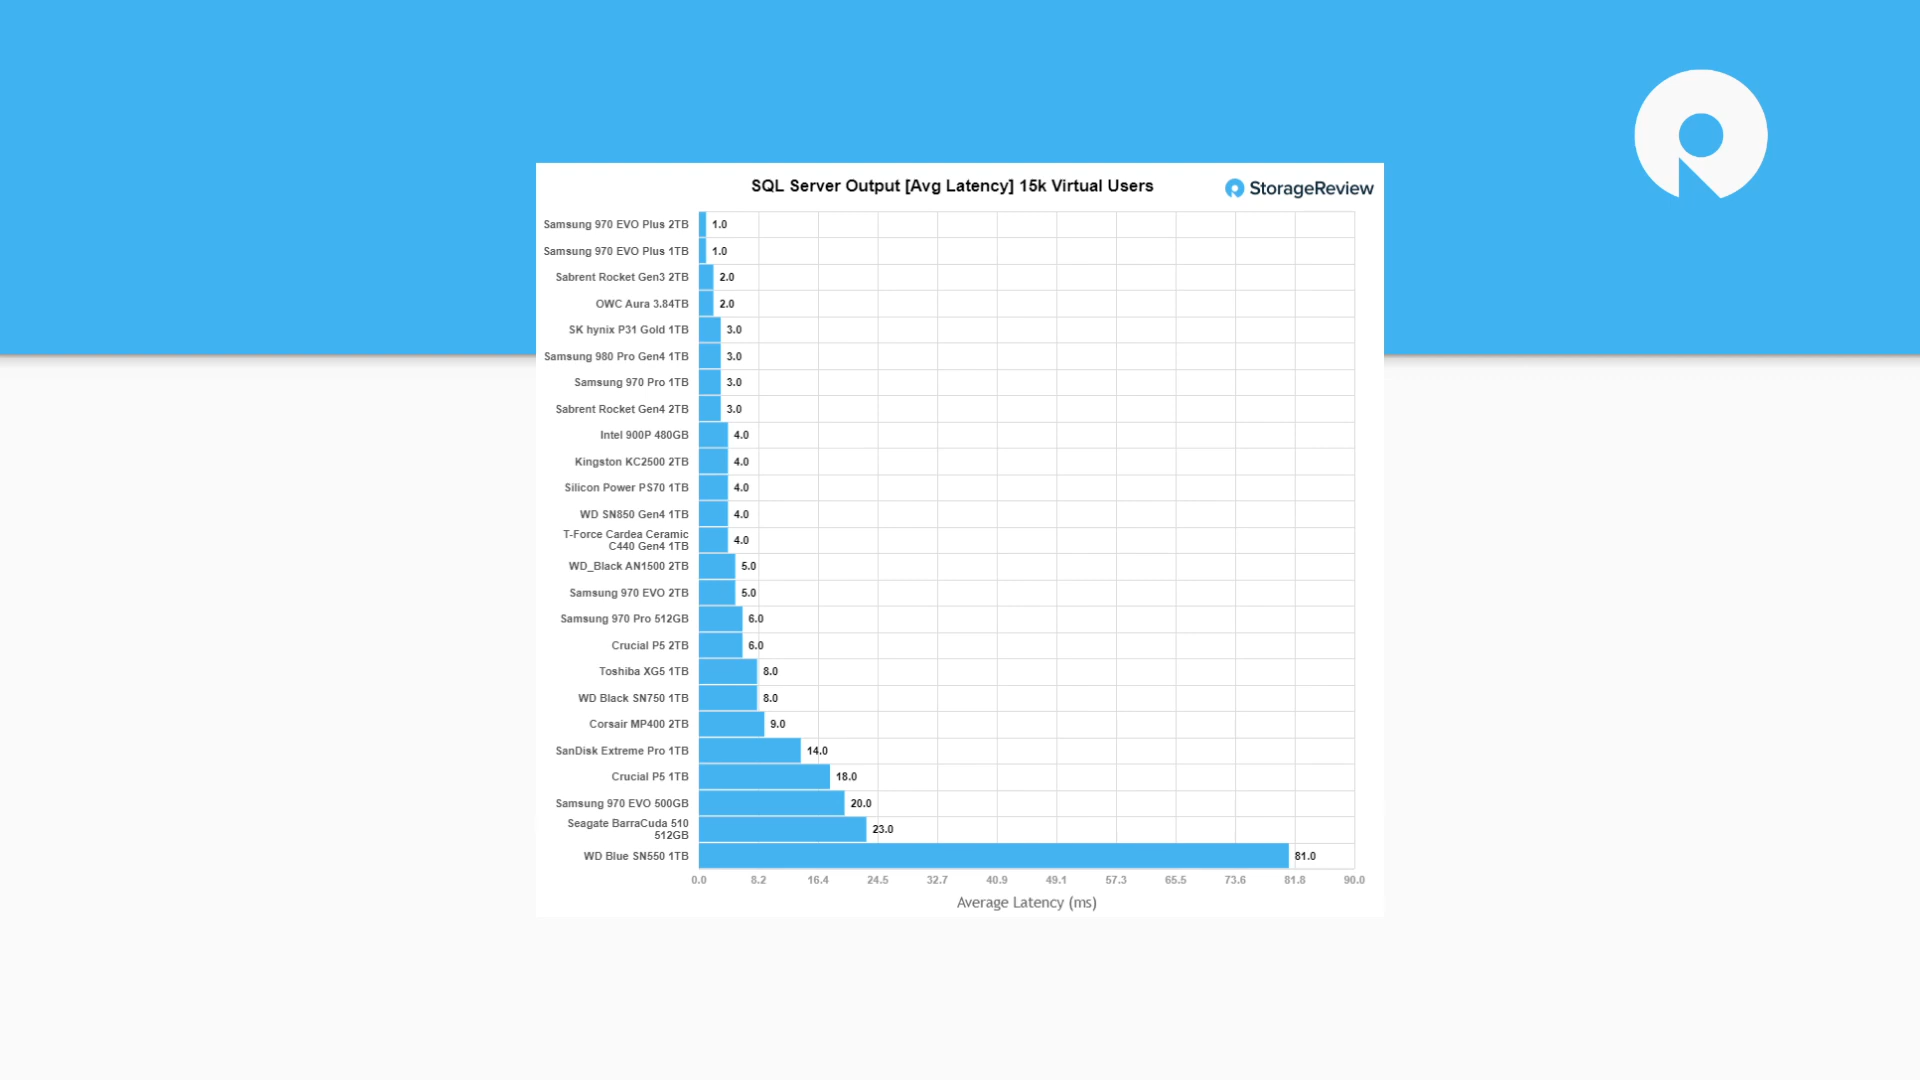 SQL Server Output [Avg Latency] 15k Virtual Users
StorageReview
Samsung 970 EVO Plus 2TB 1.0
Samsung 970 EVO Plus 1TB 1.0
Sabrent Rocket Gen3 2TB 2.0
OWC Aura 3.84TB 2.0
SK hynix P31 Gold 1TB 3.0
Samsung 980 Pro Gen4 1TB 3.0
Samsung 970 Pro 1TB 3.0
Sabrent Rocket Gen4 2TB 3.0
Intel 900P 480GB 4.0
Kingston KC2500 2TB 4.0
Silicon Power PS70 1TB 4.0
WD SN850 Gen4 1TB 4.0
T-Force Cardea Ceramic
C440 Gen4 1TB 4.0
WD_Black AN1500 2TB 5.0
Samsung 970 EVO 2TB 5.0
Samsung 970 Pro 512GB 6.0
Crucial P5 2TB 6.0
Toshiba XG5 1TB 8.0
WD Black SN750 1TB 8.0
Corsair MP400 2TB 9.0
SanDisk Extreme Pro 1TB 14.0
Crucial P5 1TB 18.0
Samsung 970 EVO 500GB 20.0
Seagate BarraCuda 510
512GB 23.0
WD Blue SN550 1TB 81.0
0.0 8.2 16.4 24.5 32.7 40.9 49.1 57.3 65.5 73.6 81.8 90.0
Average Latency (ms)